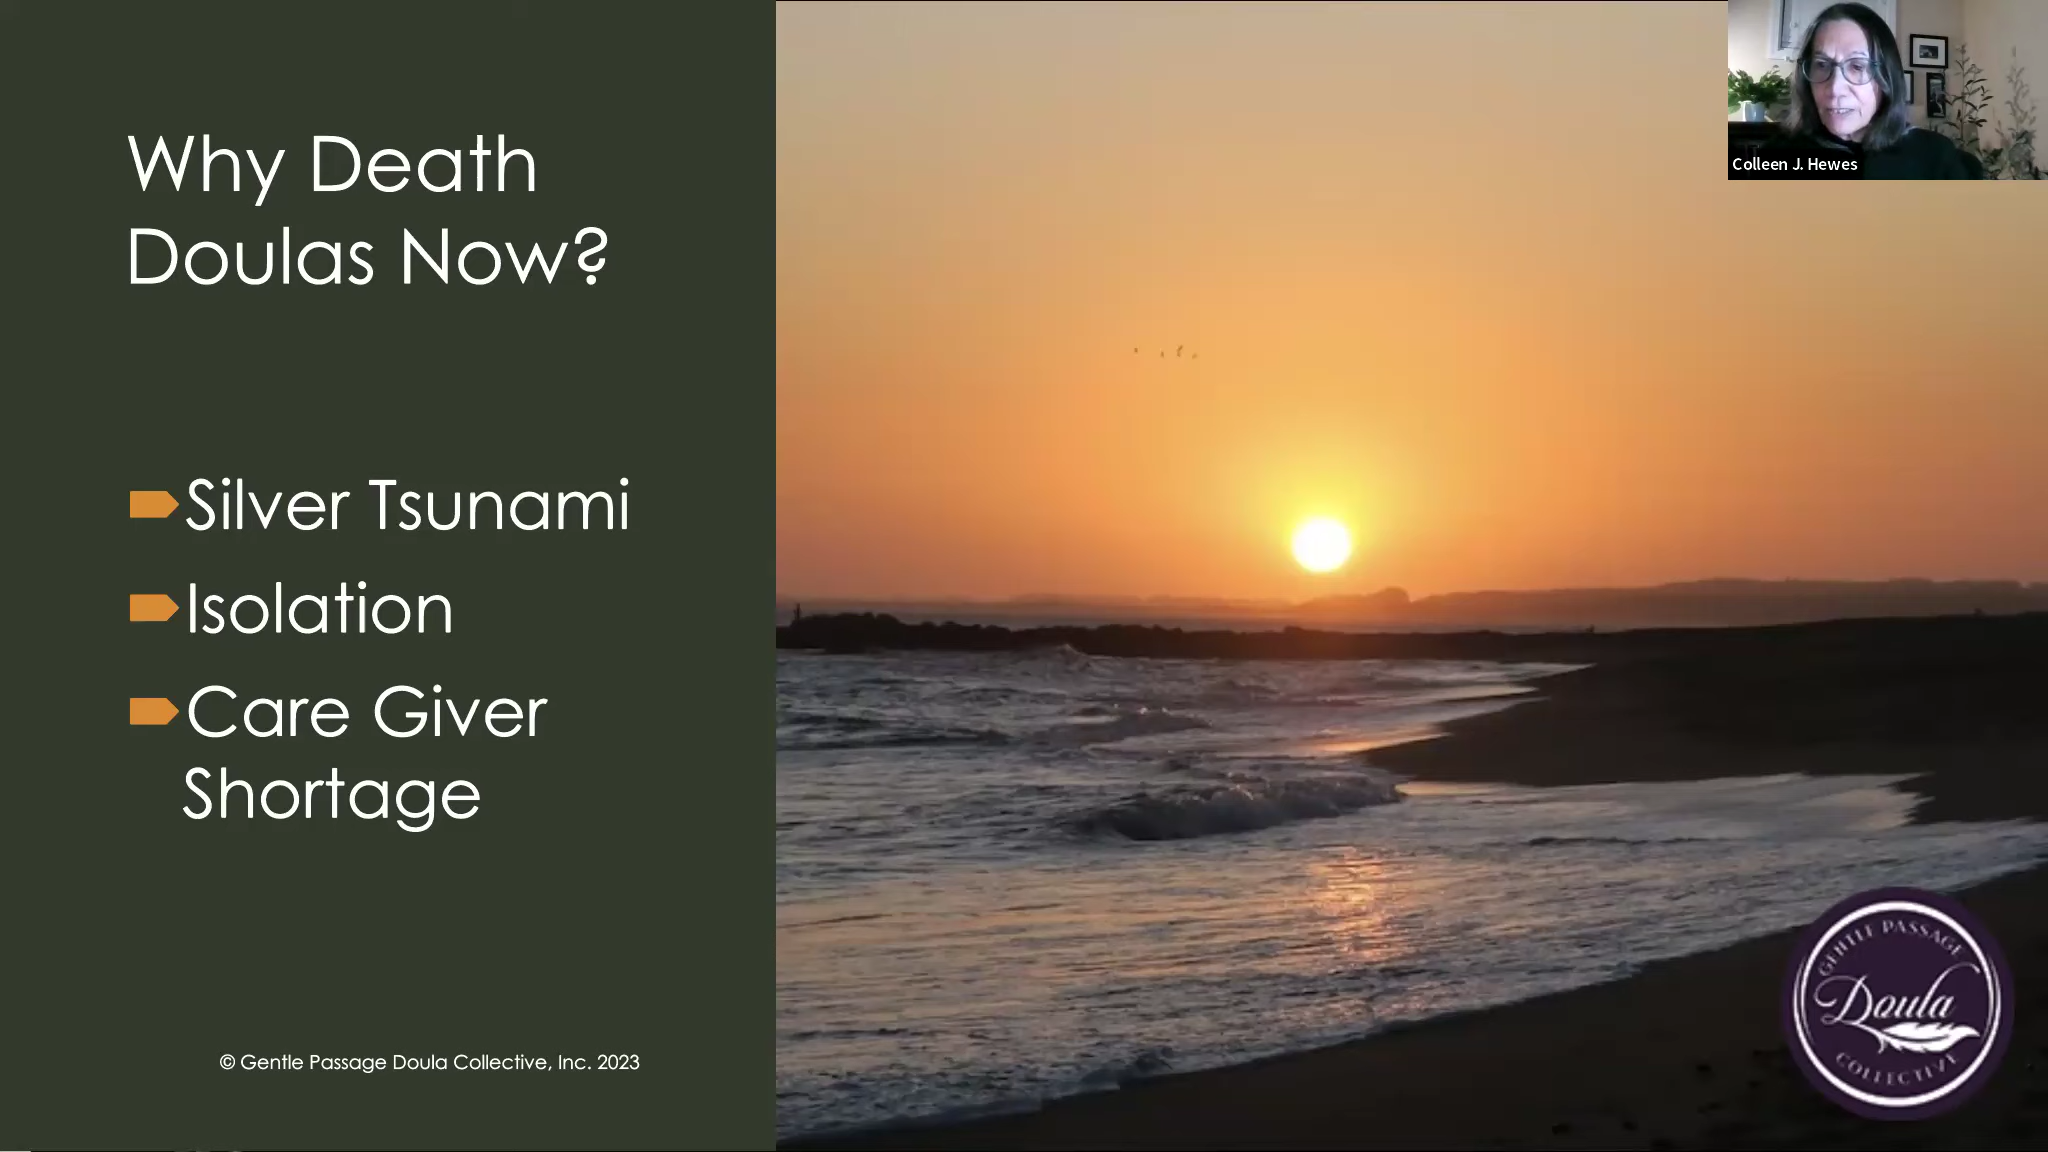 Why Death
Doulas Now?
Silver Tsunami
Isolation
Care Giver
Shortage
© Gentle Passage Doula Collective, Inc. 2023
Colleen J. Hewes
GENTLE PASSAGE
Doula
COLLECTIVE